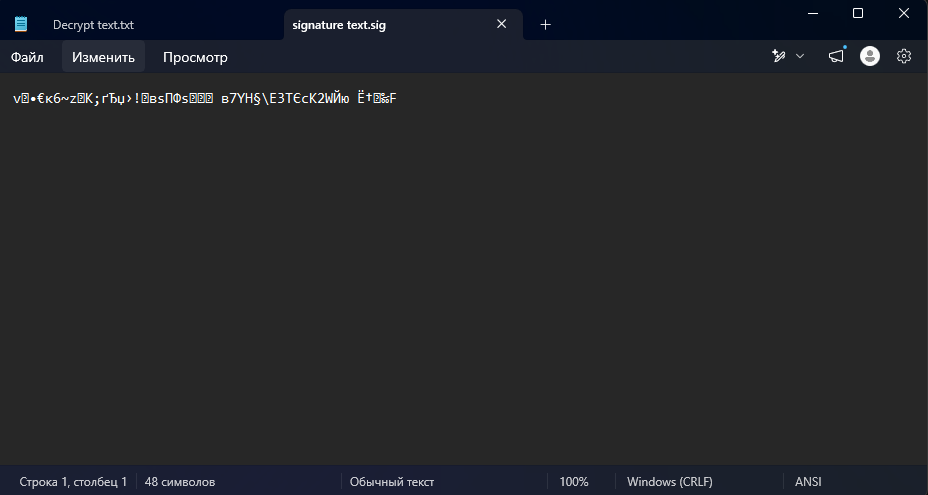 Decrypt text.txt
signature text.sig
Файл Изменить Просмотр
Строка 1, столбец 1
48 символов
Обычный текст
100%
Windows (CRLF)
ANSI